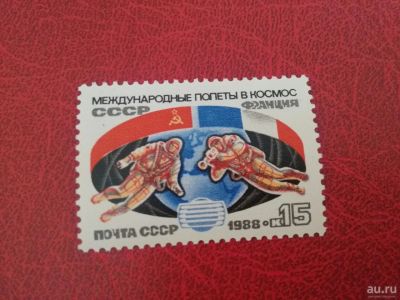 МЕЖДУНАРОДНЫЕ ПОЛЕТЫ В КОСМОС
СССР ФРАНЦИЯ
ПОЧТА СССР 1988 к15
au.ru